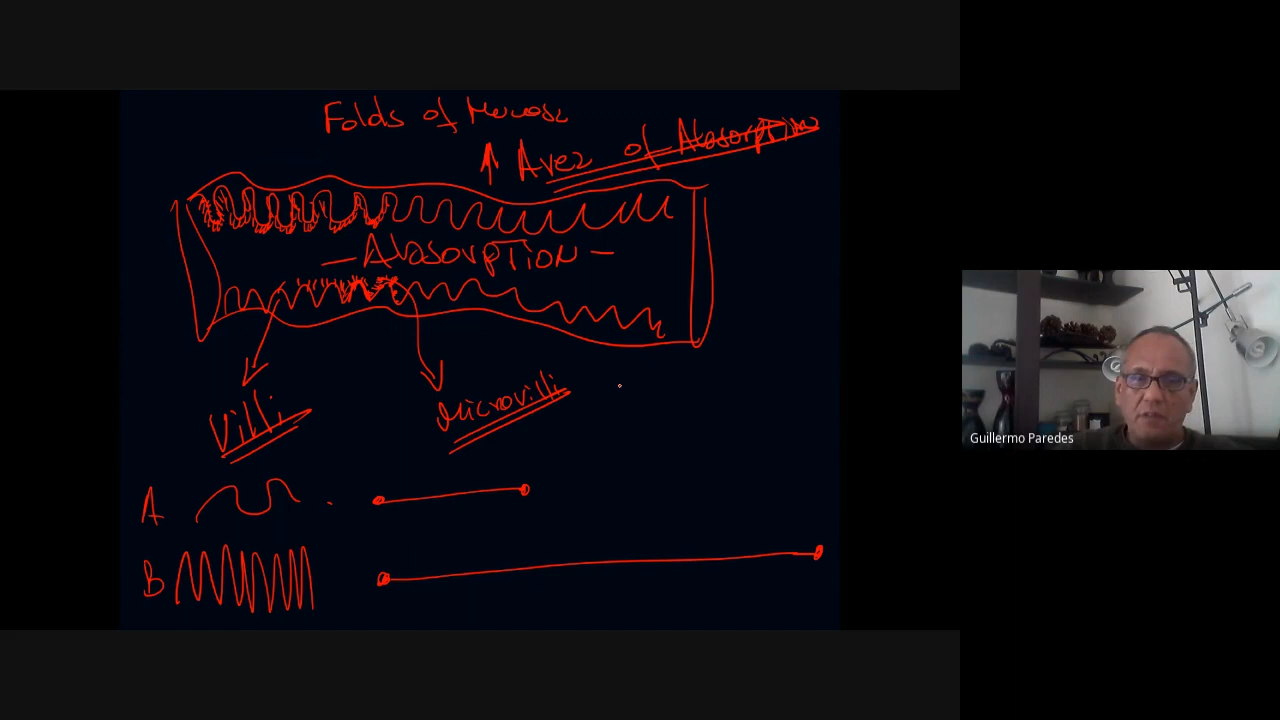 Folds of Mucosa
↑ Area of Absorption
- Absorption -
Villi
Microvilli
A
B
Guillermo Paredes